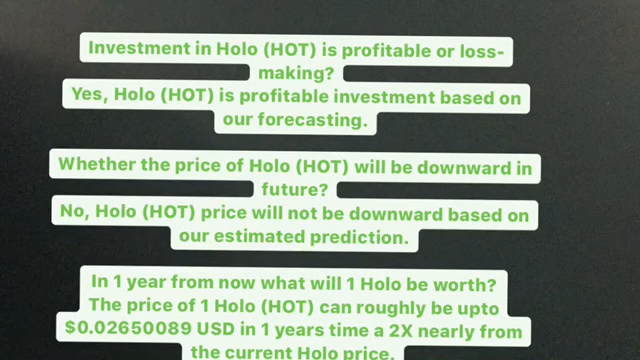 Investment in Holo (HOT) is profitable or loss-
making?
Yes, Holo (HOT) is profitable investment based on
our forecasting.
Whether the price of Holo (HOT) will be downward in
future?
No, Holo (HOT) price will not be downward based on
our estimated prediction.
In 1 year from now what will 1 Holo be worth?
The price of 1 Holo (HOT) can roughly be upto
$0.02650089 USD in 1 years time a 2X nearly from
the current Holo price.